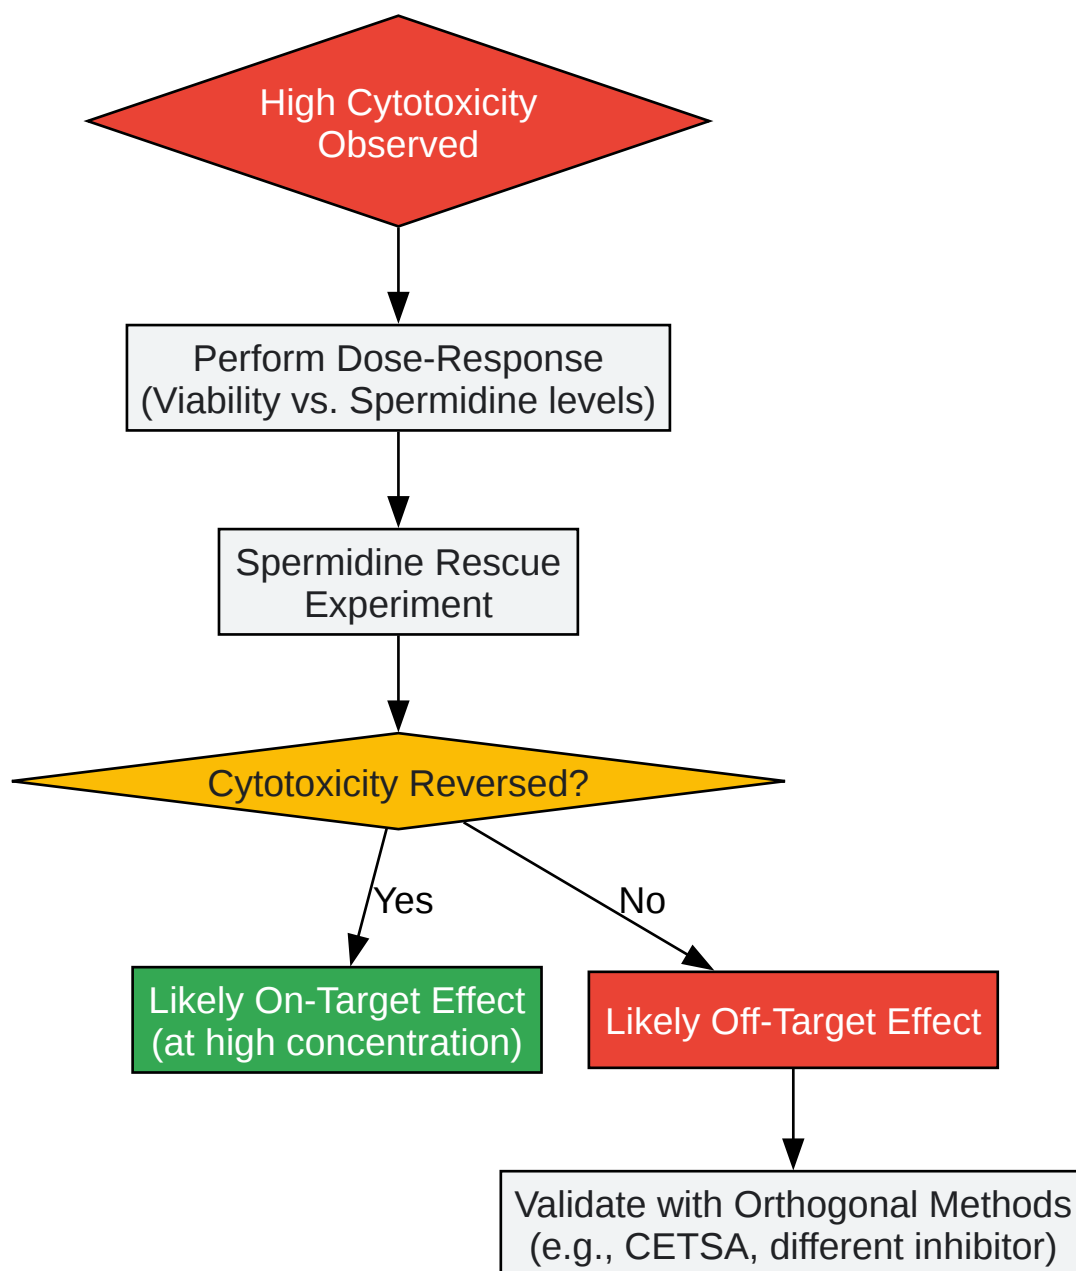 High Cytotoxicity
Observed
Perform Dose-Response
(Viability vs. Spermidine levels)
Spermidine Rescue
Experiment
Cytotoxicity Reversed?
Yes
No
Likely On-Target Effect
(at high concentration)
Likely Off-Target Effect
Validate with Orthogonal Methods
(e.g., CETSA, different inhibitor)